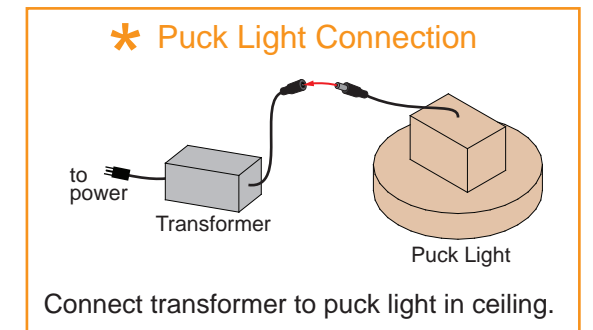 * Puck Light Connection
to
power
Transformer
Puck Light
Connect transformer to puck light in ceiling.